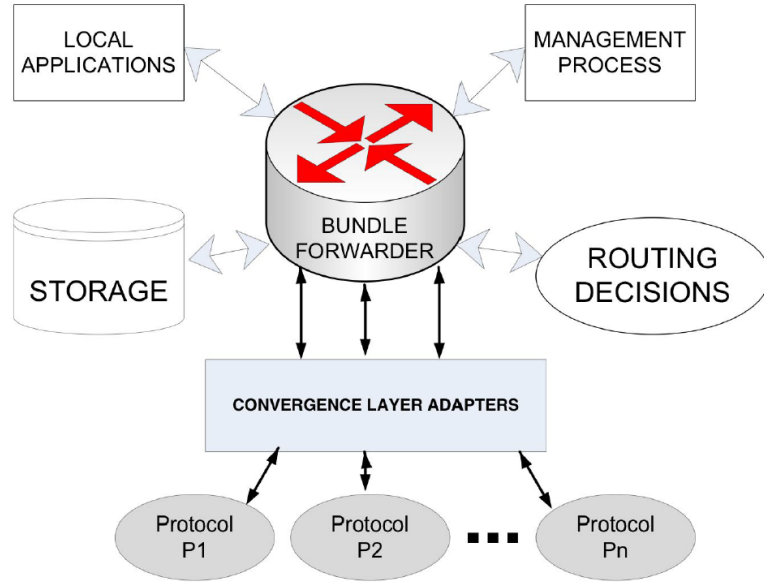 LOCAL
APPLICATIONS
MANAGEMENT
PROCESS
BUNDLE
FORWARDER
STORAGE
ROUTING
DECISIONS
CONVERGENCE LAYER ADAPTERS
Protocol
P1
Protocol
P2
Protocol
Pn